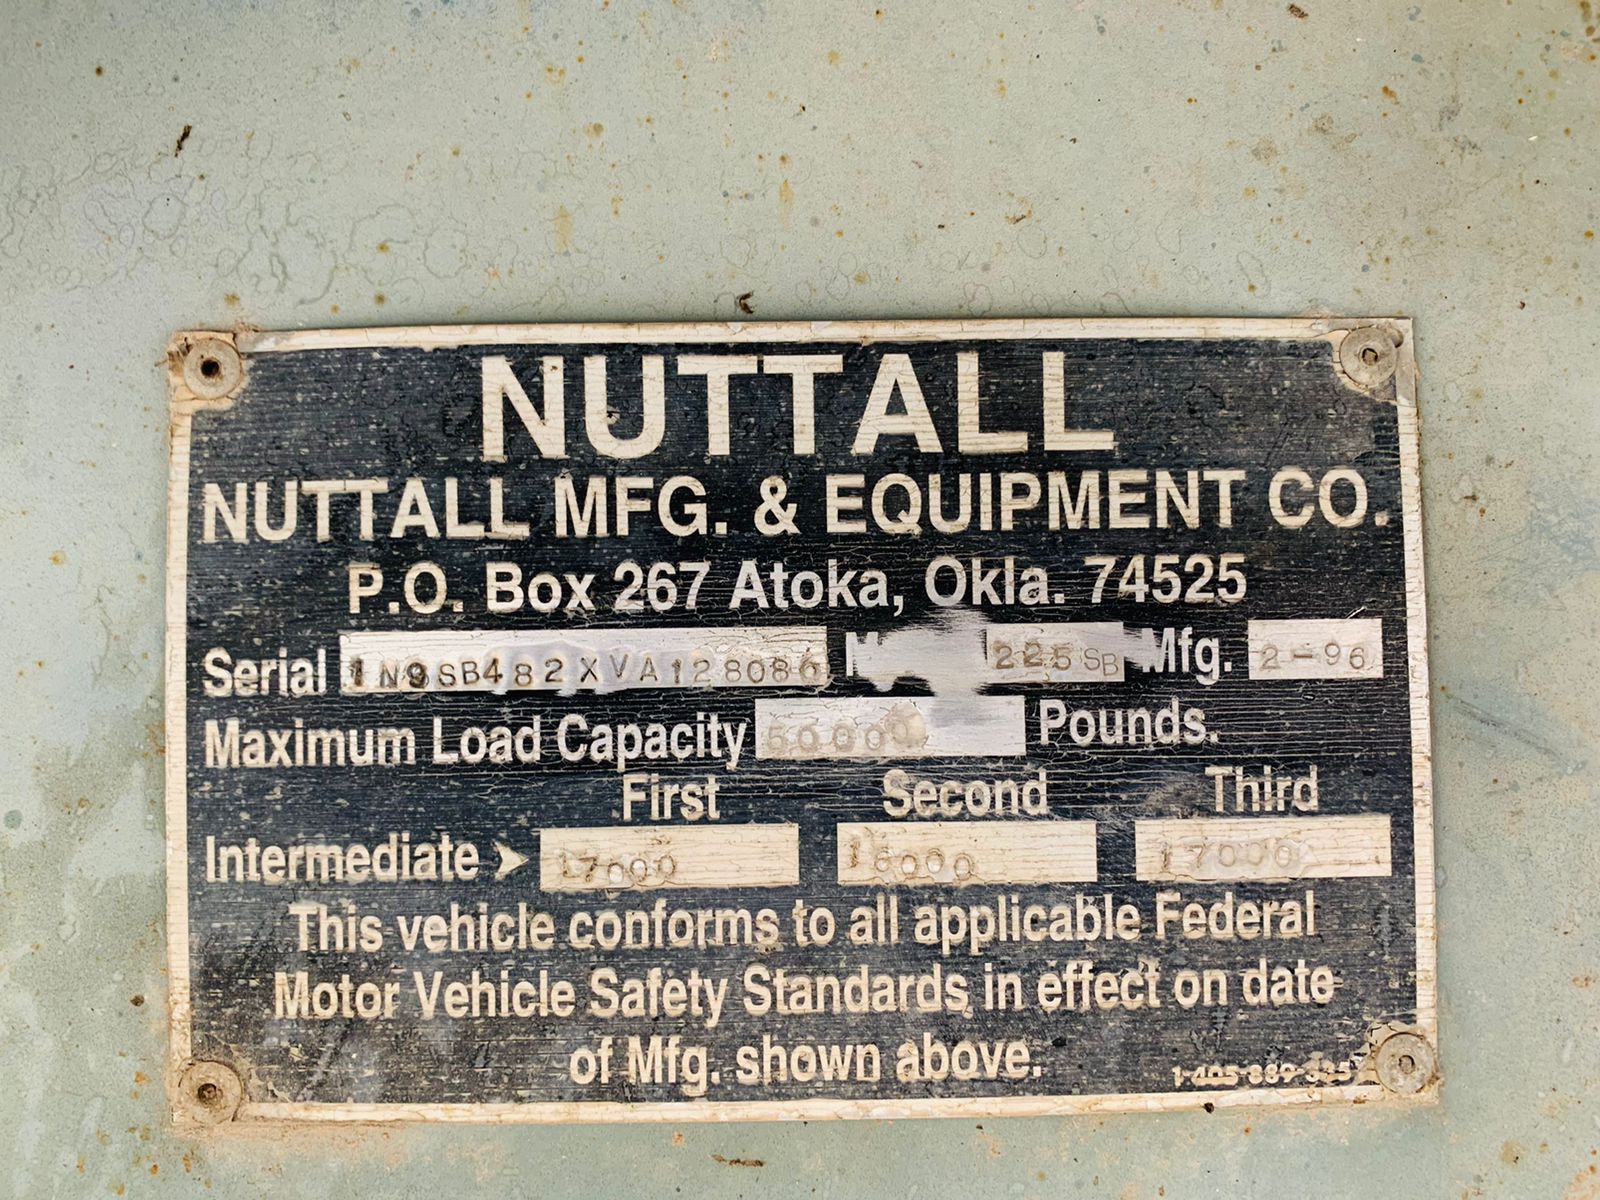 NUTTALL
NUTTALL MFG. & EQUIPMENT CO.
P.O. Box 267 Atoka, Okla. 74525
Serial 1N9SB482XVA128086 225SB Mfg. 2-96
Maximum Load Capacity Pounds.
First Second Third
Intermediate 17000 16000 17000
This vehicle conforms to all applicable Federal
Motor Vehicle Safety Standards in effect on date
of Mfg. shown above.